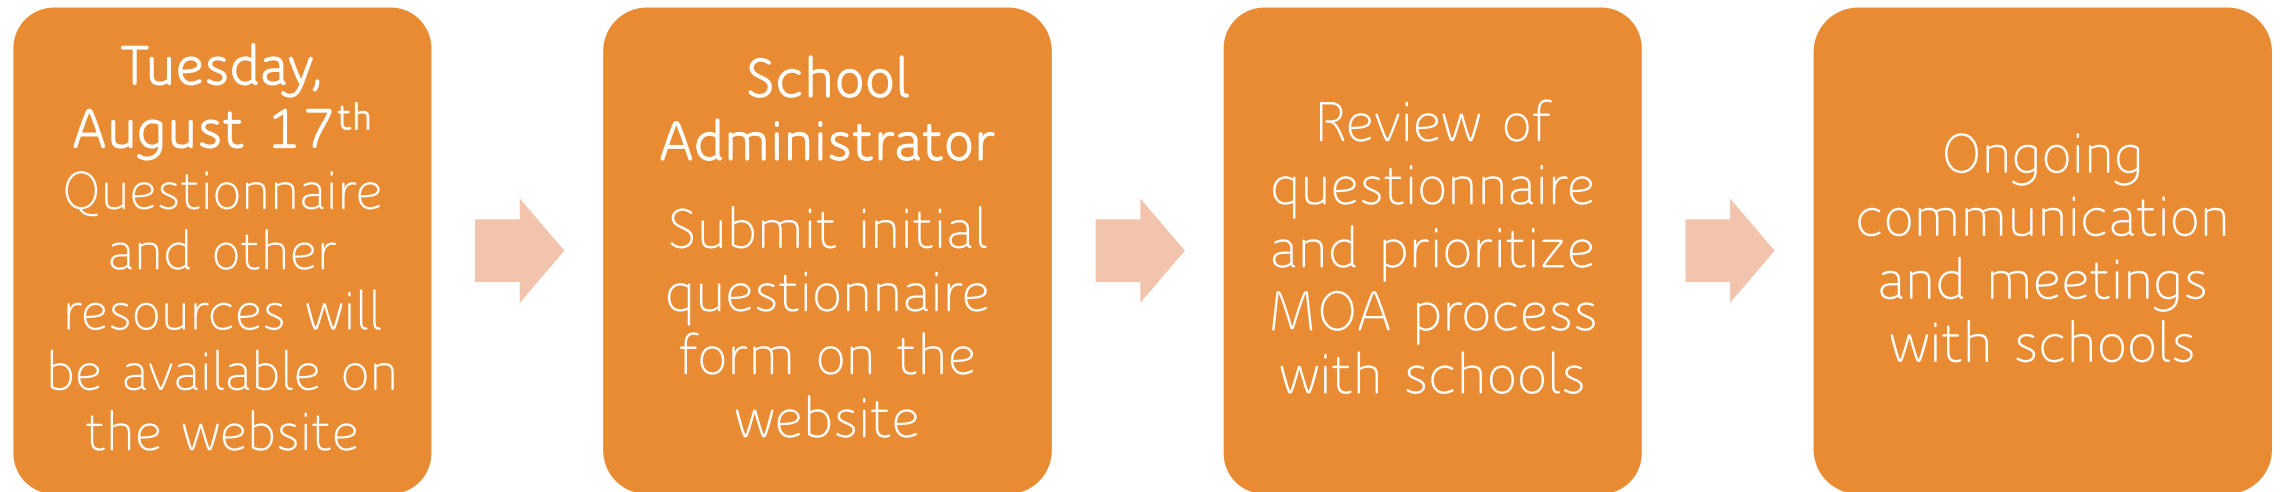 Tuesday,
August 17th
Questionnaire
and other
resources will
be available on
the website
School
Administrator
Submit initial
questionnaire
form on the
website
Review of
questionnaire
and prioritize
MOA process
with schools
Ongoing
communication
and meetings
with schools